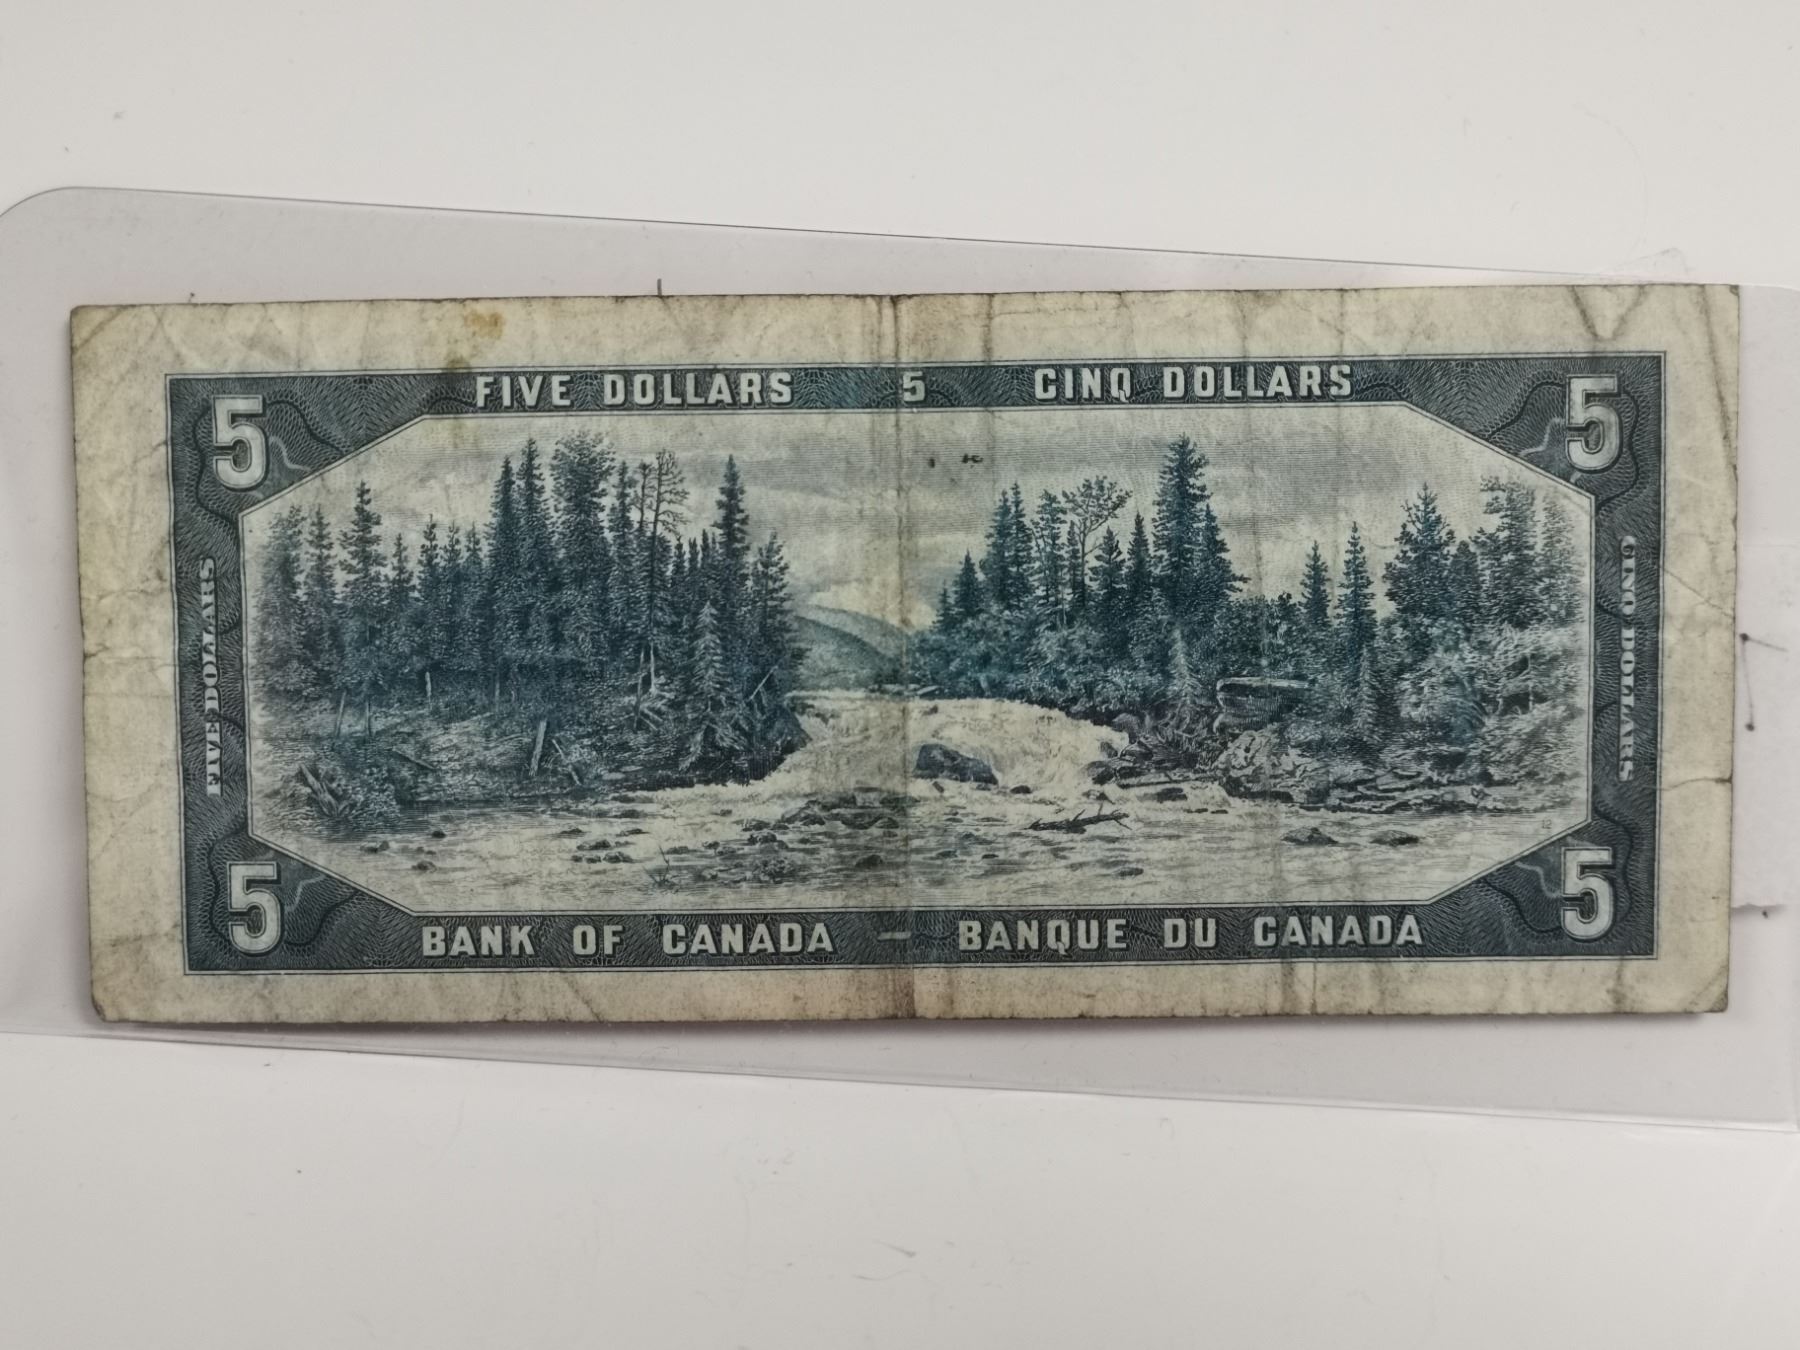 FIVE DOLLARS 5 CINQ DOLLARS
5 5
FIVE DOLLARS
CINQ DOLLARS
12
5 5
BANK OF CANADA — BANQUE DU CANADA